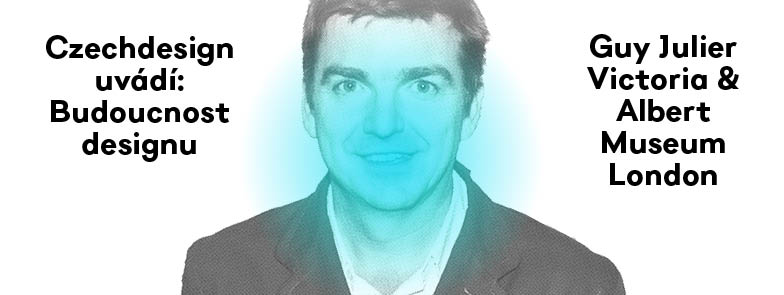 Czechdesign
uvádí:
Budoucnost
designu
Guy Julier
Victoria &
Albert
Museum
London